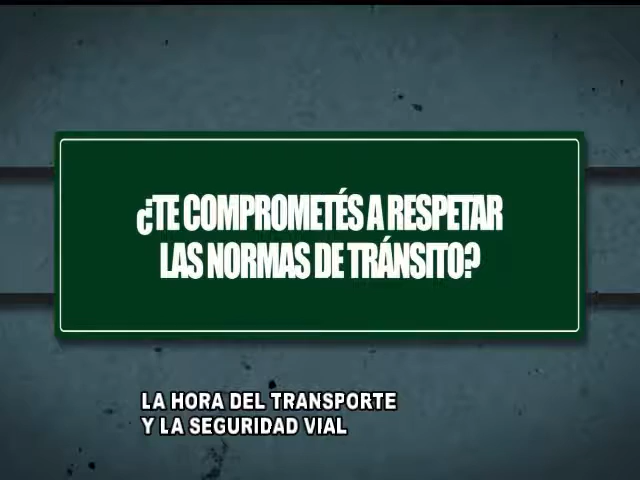 ¿TE COMPROMETÉS A RESPETAR
LAS NORMAS DE TRÁNSITO?
LA HORA DEL TRANSPORTE
Y LA SEGURIDAD VIAL